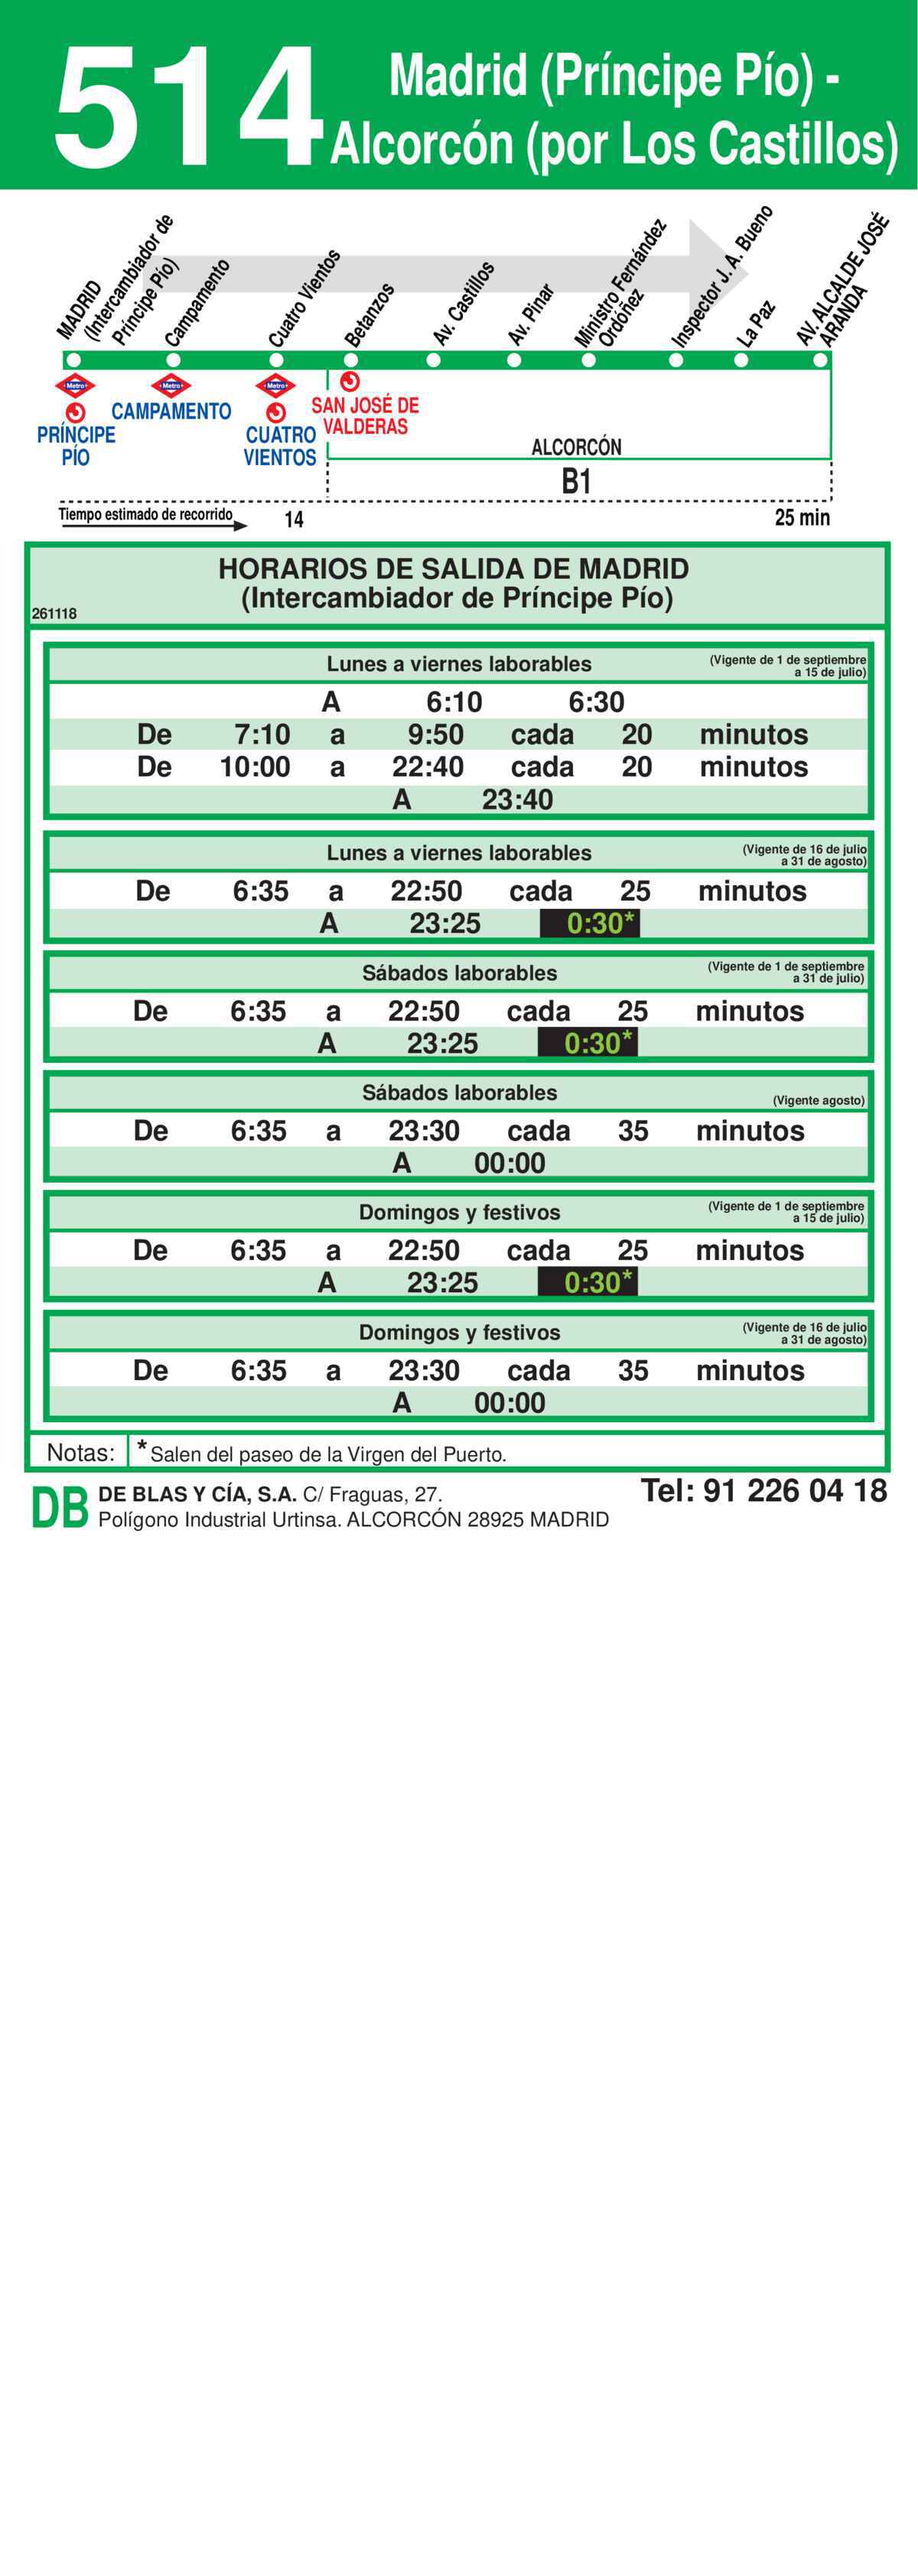 514
Madrid (Príncipe Pío) -
Alcorcón (por Los Castillos)
MADRID
(Intercambiador de
Príncipe Pío)
Campamento
Cuatro Vientos
Betanzos
Av. Castillos
Av. Pinar
Ministro Fernández
Ordóñez
Inspector J. A. Bueno
La Paz
AV. ALCALDE JOSÉ
ARANDA
Metro
Metro
Metro
PRÍNCIPE
PÍO
CAMPAMENTO
CUATRO
VIENTOS
SAN JOSÉ DE
VALDERAS
ALCORCÓN
B1
Tiempo estimado de recorrido
14
25 min
HORARIOS DE SALIDA DE MADRID
(Intercambiador de Príncipe Pío)
261118
Lunes a viernes laborables
(Vigente de 1 de septiembre
a 15 de julio)
A 6:10 6:30
De 7:10 a 9:50 cada 20 minutos
De 10:00 a 22:40 cada 20 minutos
A 23:40
Lunes a viernes laborables
(Vigente de 16 de julio
a 31 de agosto)
De 6:35 a 22:50 cada 25 minutos
A 23:25 0:30*
Sábados laborables
(Vigente de 1 de septiembre
a 31 de julio)
De 6:35 a 22:50 cada 25 minutos
A 23:25 0:30*
Sábados laborables
(Vigente agosto)
De 6:35 a 23:30 cada 35 minutos
A 00:00
Domingos y festivos
(Vigente de 1 de septiembre
a 15 de julio)
De 6:35 a 22:50 cada 25 minutos
A 23:25 0:30*
Domingos y festivos
(Vigente de 16 de julio
a 31 de agosto)
De 6:35 a 23:30 cada 35 minutos
A 00:00
Notas: * Salen del paseo de la Virgen del Puerto.
DB
DE BLAS Y CÍA, S.A. C/ Fraguas, 27.
Polígono Industrial Urtinsa. ALCORCÓN 28925 MADRID
Tel: 91 226 04 18